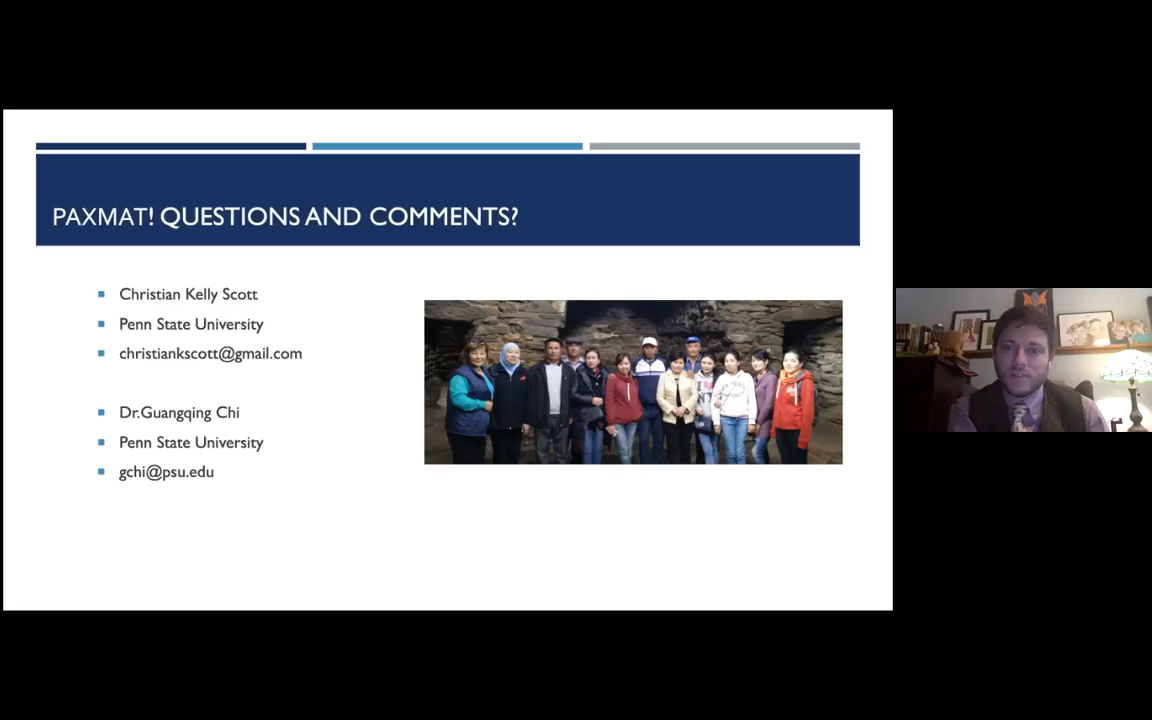 PAXMAT! QUESTIONS AND COMMENTS?
Christian Kelly Scott
Penn State University
christiankscott@gmail.com
Dr.Guangqing Chi
Penn State University
gchi@psu.edu